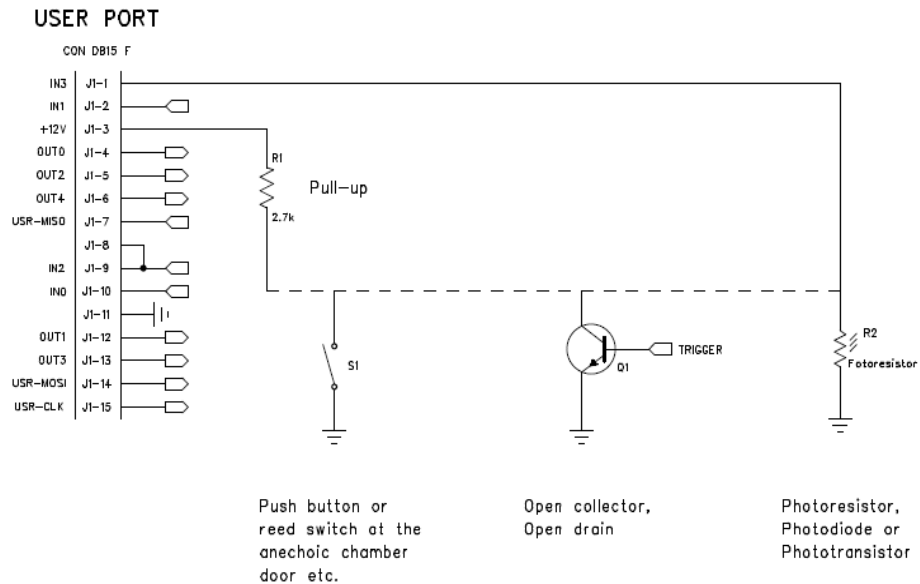 USER PORT
CON DB15 F
IN3 J1-1
IN1 J1-2
+12V J1-3
OUT0 J1-4
OUT2 J1-5
OUT4 J1-6
USR-MISO J1-7
J1-8
IN2 J1-9
IN0 J1-10
J1-11
OUT1 J1-12
OUT3 J1-13
USR-MOSI J1-14
USR-CLK J1-15
R1
Pull-up
2.7k
S1
Q1
TRIGGER
R2
Fotoresistor
Push button or
reed switch at the
anechoic chamber
door etc.
Open collector,
Open drain
Photoresistor,
Photodiode or
Phototransistor